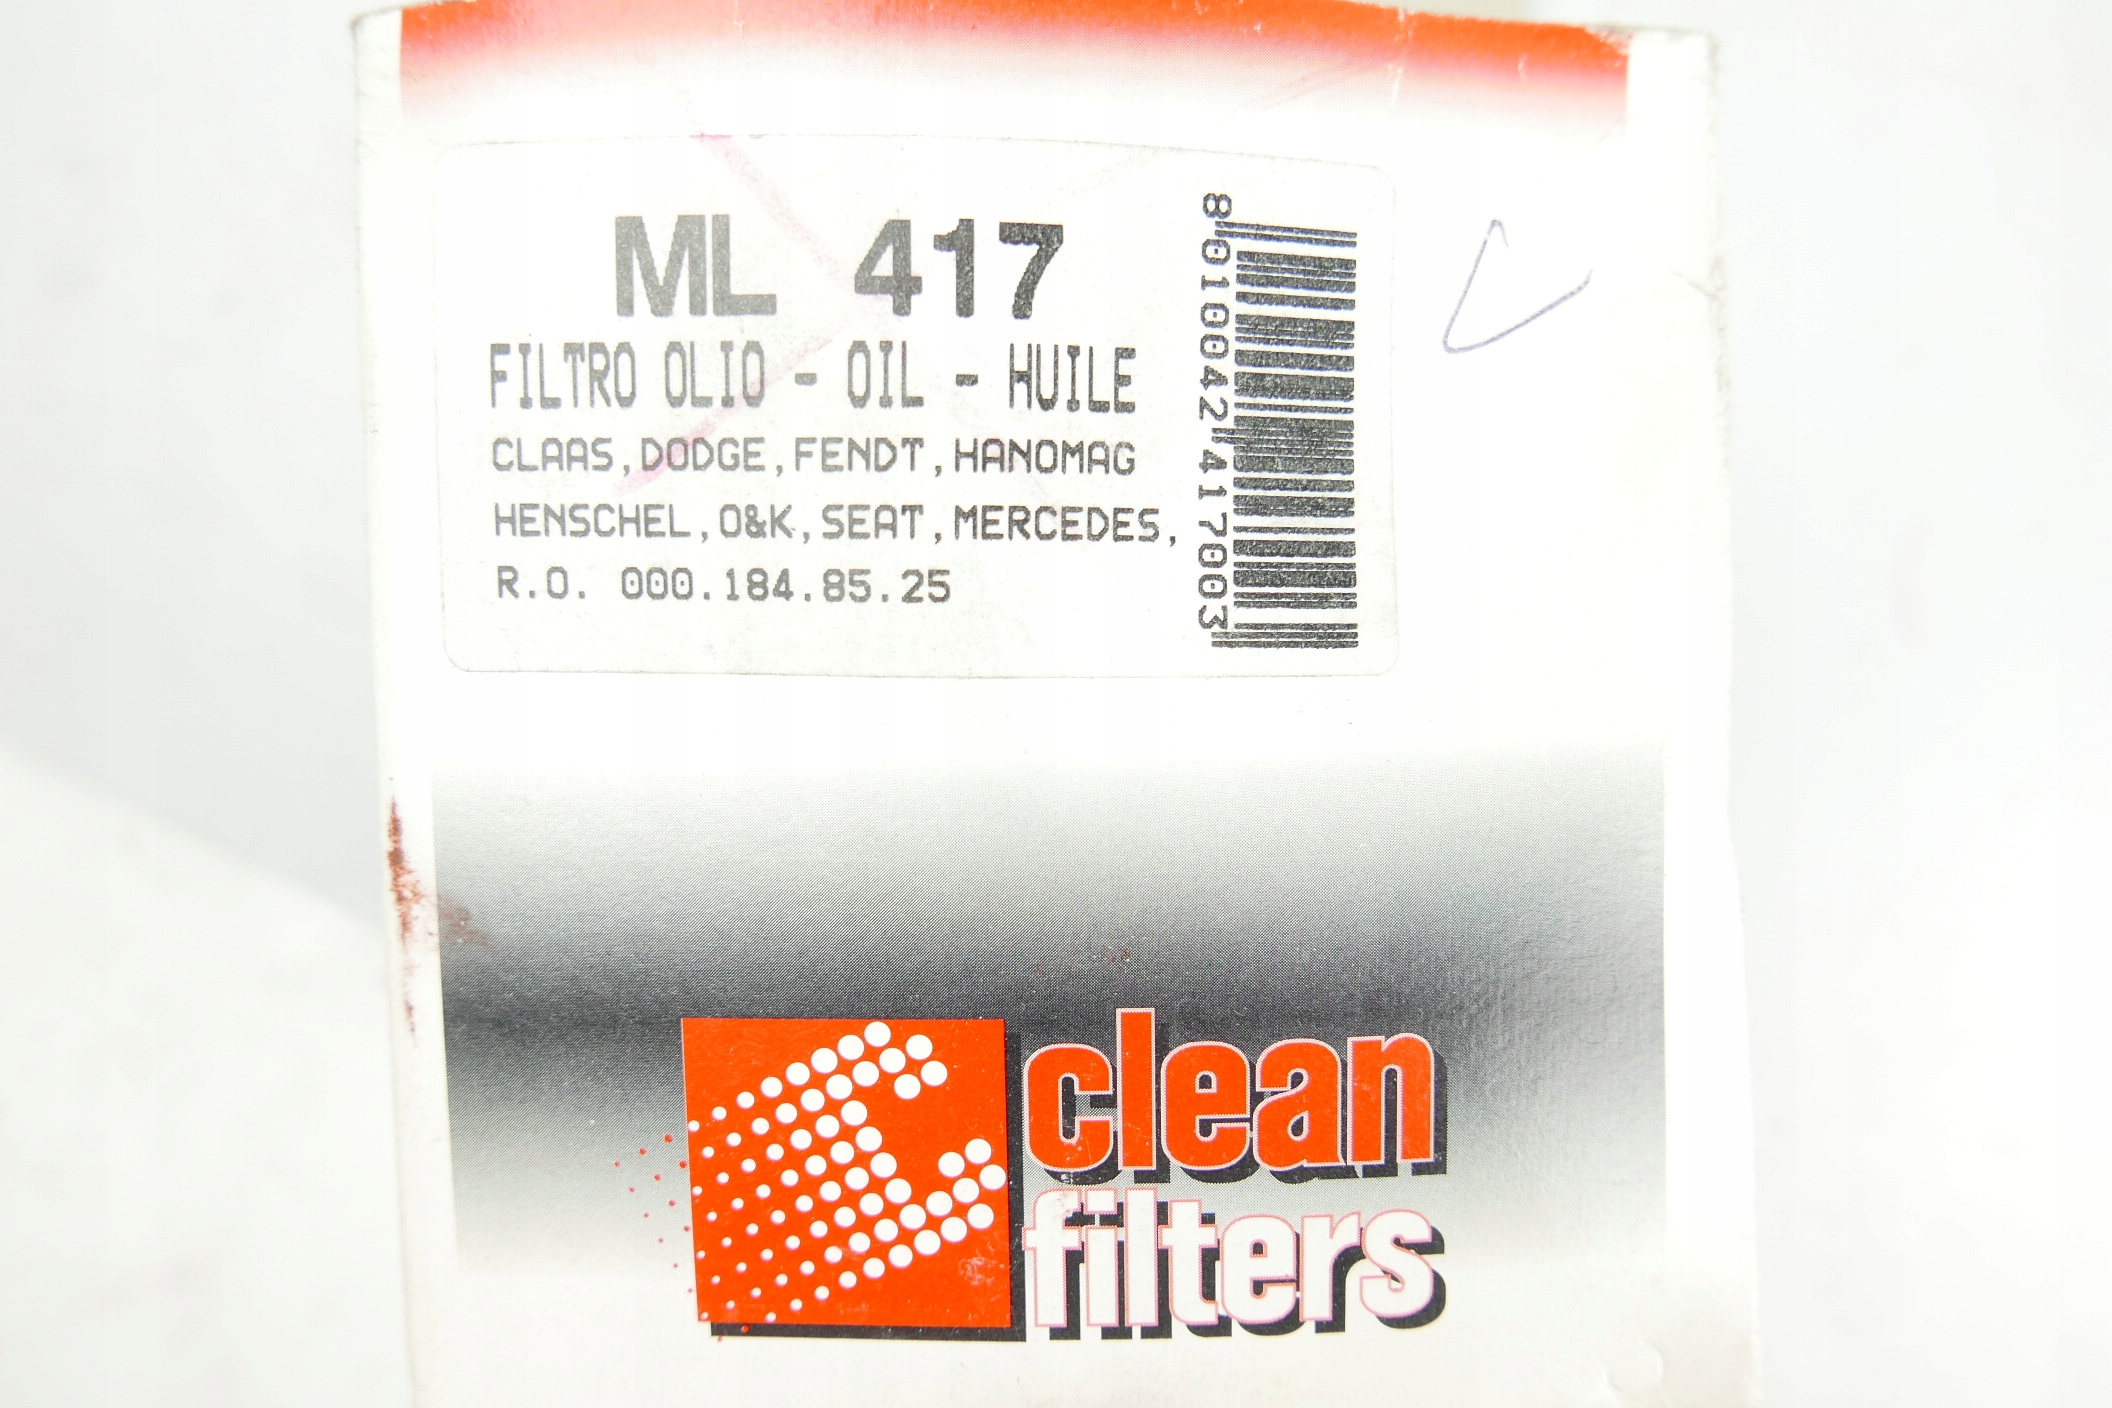 ML 417
FILTRO OLIO - OIL - HUILE
CLAAS,DODGE,FENDT,HANOMAG
HENSCHEL,O&K,SEAT,MERCEDES,
R.O. 000.184.85.25
8010042417003
clean
filters